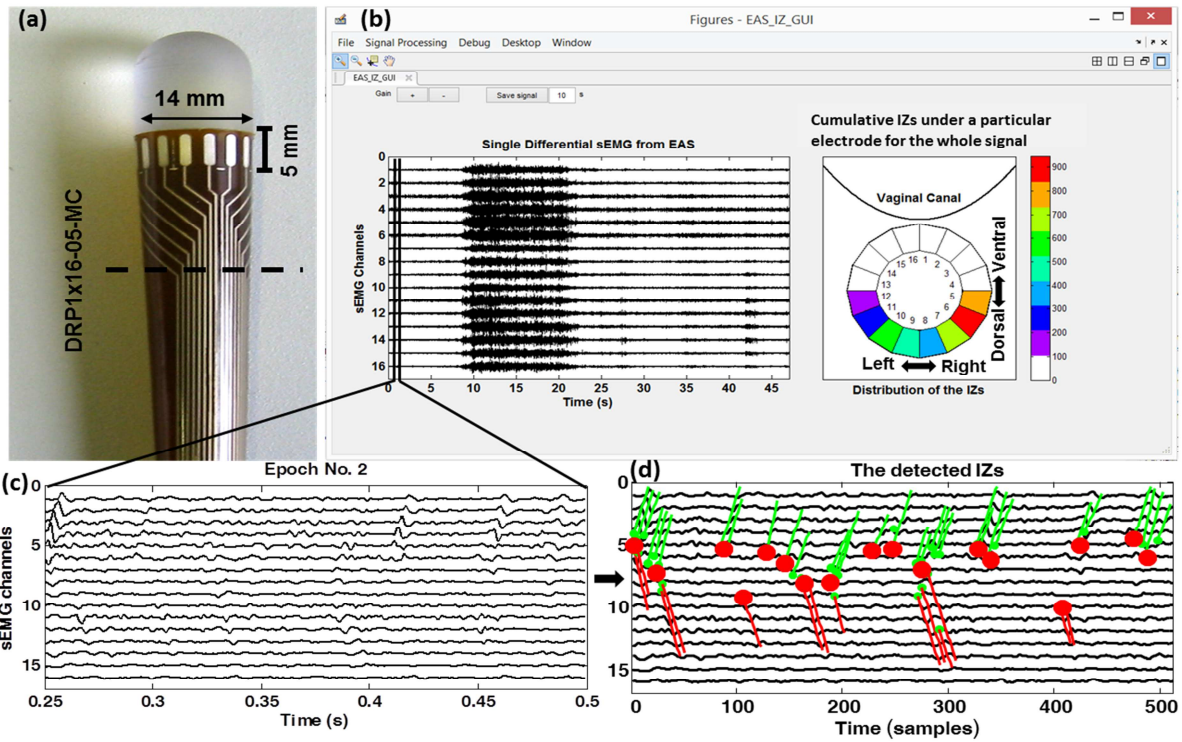 (a)
14 mm
5 mm
DRP1x16-05-MC
(b)
Figures - EAS_IZ_GUI
File Signal Processing Debug Desktop Window
EAS_IZ_GUI
Gain + - Save signal 10 s
Single Differential sEMG from EAS
0
2
4
6
8
10
12
14
16
sEMG Channels
0 5 10 15 20 25 30 35 40 45
Time (s)
Cumulative IZs under a particular
electrode for the whole signal
Vaginal Canal
16 1
15 2
14 3
13 4
12 5
11 6
10 9 8 7
Ventral
Dorsal
Left Right
Distribution of the IZs
900
800
700
600
500
400
300
200
100
0
(c)
Epoch No. 2
0
5
10
15
sEMG channels
0.25 0.3 0.35 0.4 0.45 0.5
Time (s)
(d)
The detected IZs
0
5
10
15
0 100 200 300 400 500
Time (samples)